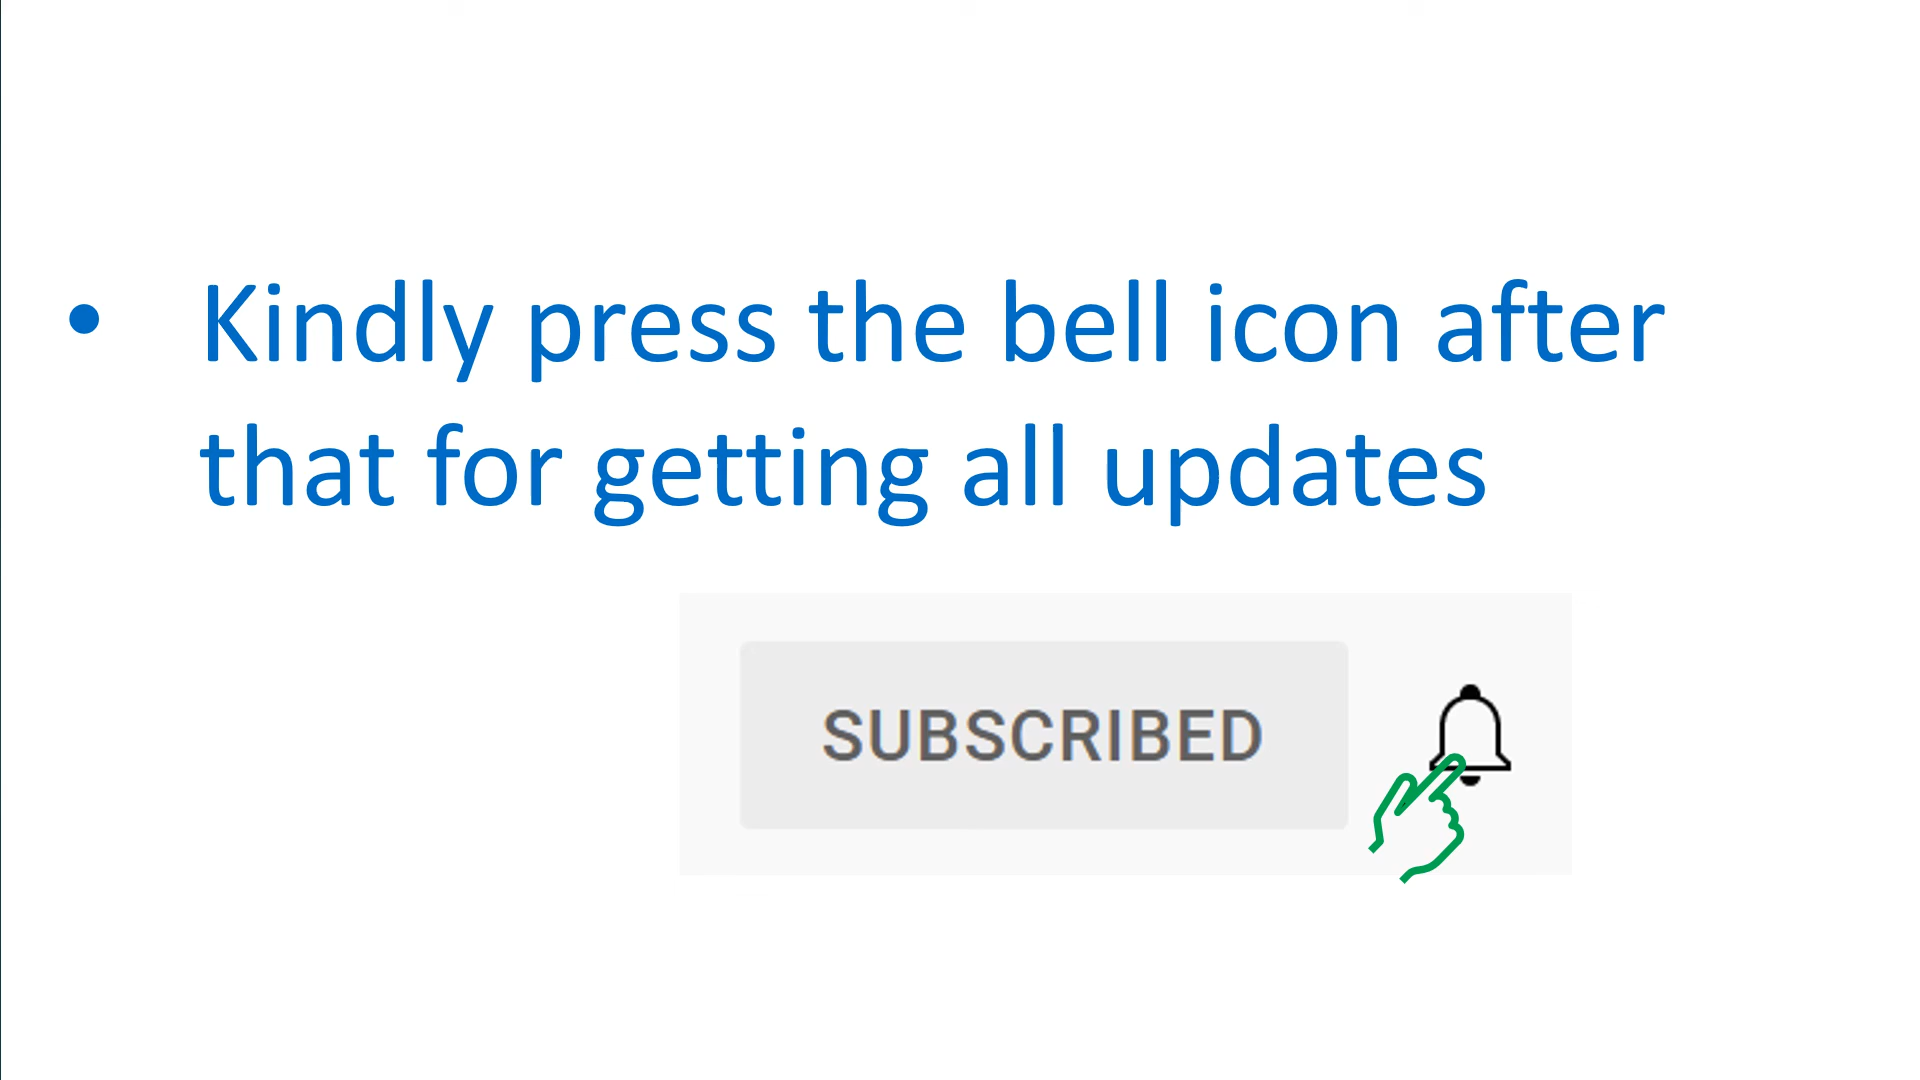 • Kindly press the bell icon after
that for getting all updates
SUBSCRIBED